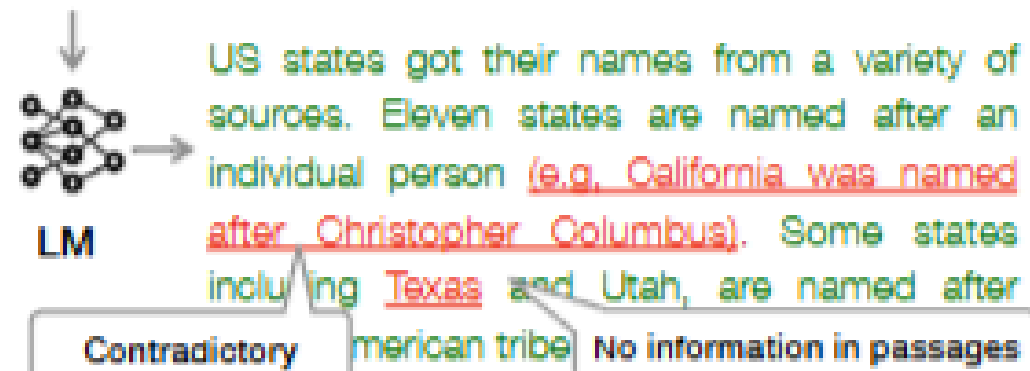 US states got their names from a variety of
sources. Eleven states are named after an
individual person (e.g, California was named
after Christopher Columbus). Some states
including Texas and Utah, are named after
merican tribe
LM
Contradictory
No information in passages